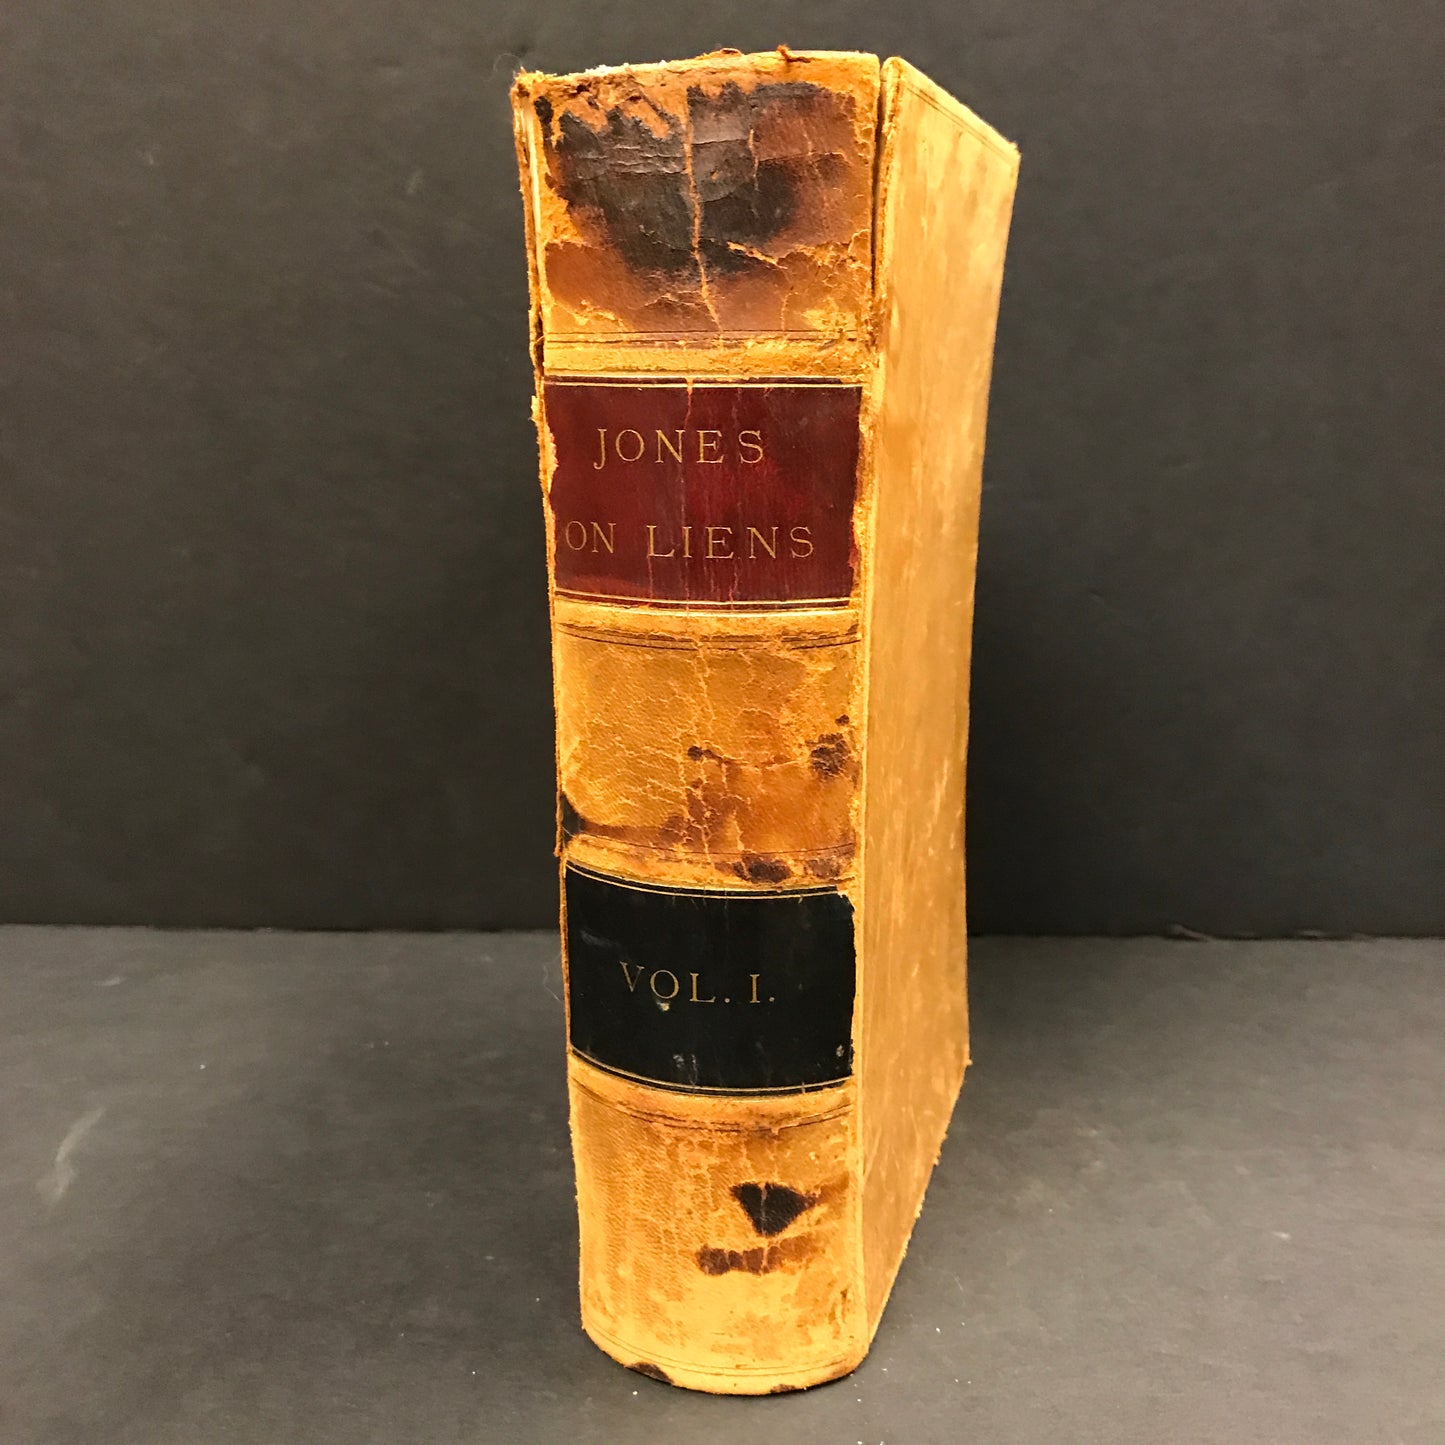 JONES
ON LIENS
VOL. I.